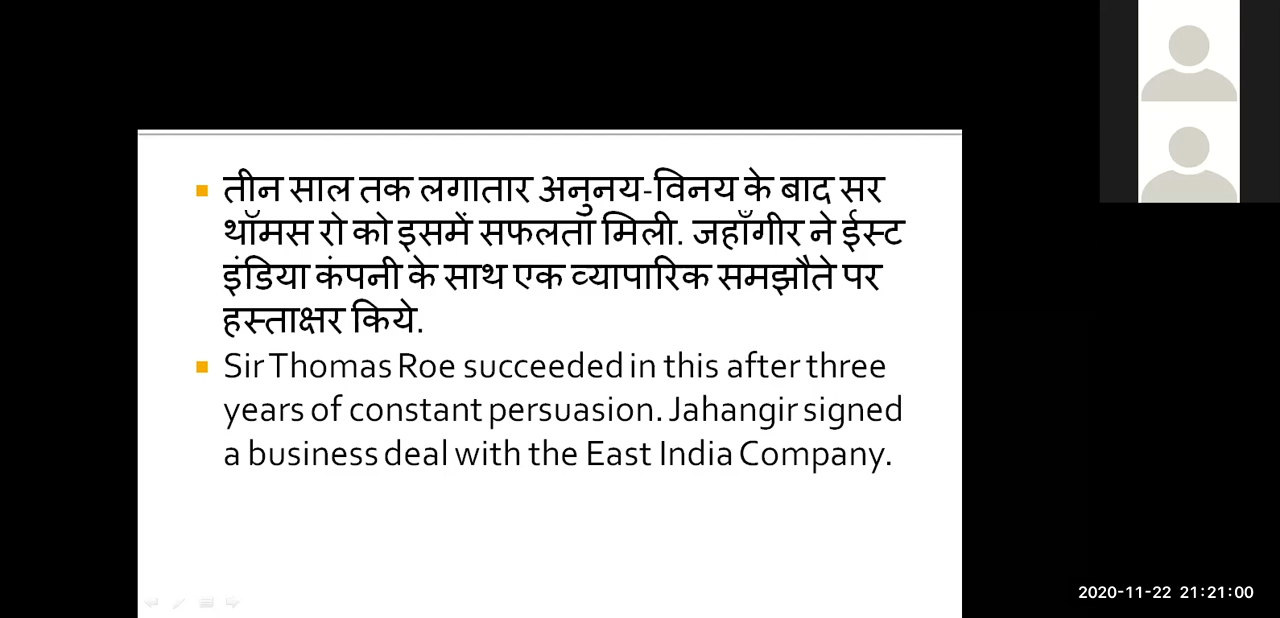 तीन साल तक लगातार अनुनय-विनय के बाद सर
थॉमस रो को इसमें सफलता मिली. जहाँगीर ने ईस्ट
इंडिया कंपनी के साथ एक व्यापारिक समझौते पर
हस्ताक्षर किये.
Sir Thomas Roe succeeded in this after three
years of constant persuasion. Jahangir signed
a business deal with the East India Company.
2020-11-22 21:21:00